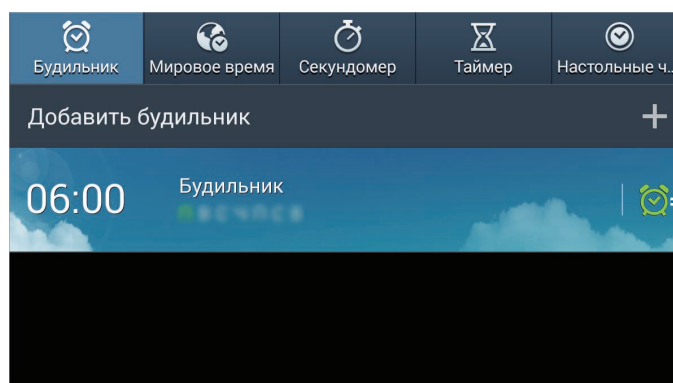 Будильник Мировое время Секундомер Таймер Настольные ч..
Добавить будильник +
06:00 Будильник